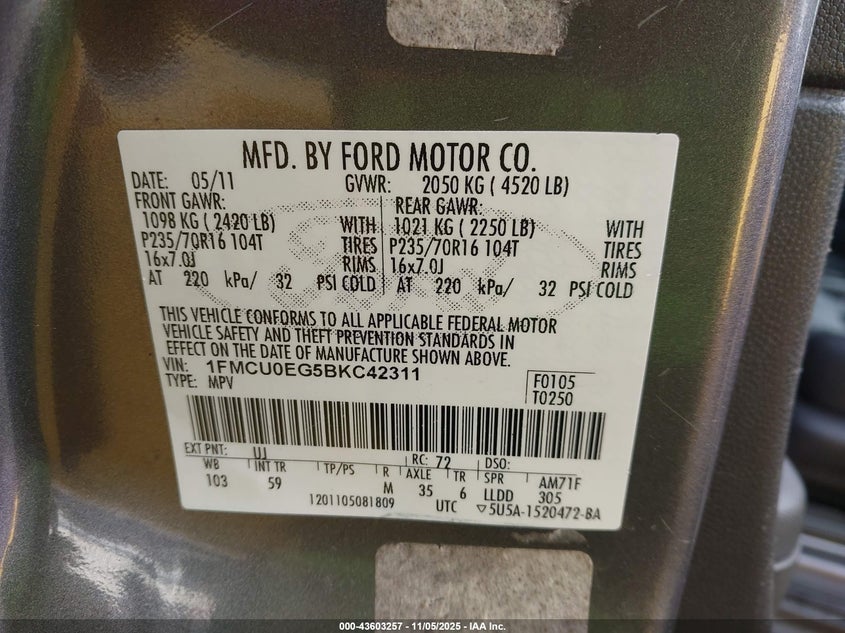 MFD. BY FORD MOTOR CO.
DATE: 05/11 GVWR: 2050 KG ( 4520 LB)
FRONT GAWR: REAR GAWR:
1098 KG ( 2420 LB) WITH 1021 KG ( 2250 LB) WITH
P235/70R16 104T TIRES P235/70R16 104T TIRES
16x7.0J RIMS 16x7.0J RIMS
AT 220 kPa/ 32 PSI COLD AT 220 kPa/ 32 PSI COLD
THIS VEHICLE CONFORMS TO ALL APPLICABLE FEDERAL MOTOR
VEHICLE SAFETY AND THEFT PREVENTION STANDARDS IN
EFFECT ON THE DATE OF MANUFACTURE SHOWN ABOVE.
VIN: 1FMCU0EG5BKC42311
TYPE: MPV
F0105
T0250
EXT PNT: UJ RC: 72 DSO:
WB INT TR TP/PS R AXLE TR SPR AM71F
103 59 M 35 6 LLDD 305
1201105081809 UTC ▽5U5A-1520472-BA
000-43603257 - 11/05/2025 - IAA Inc.